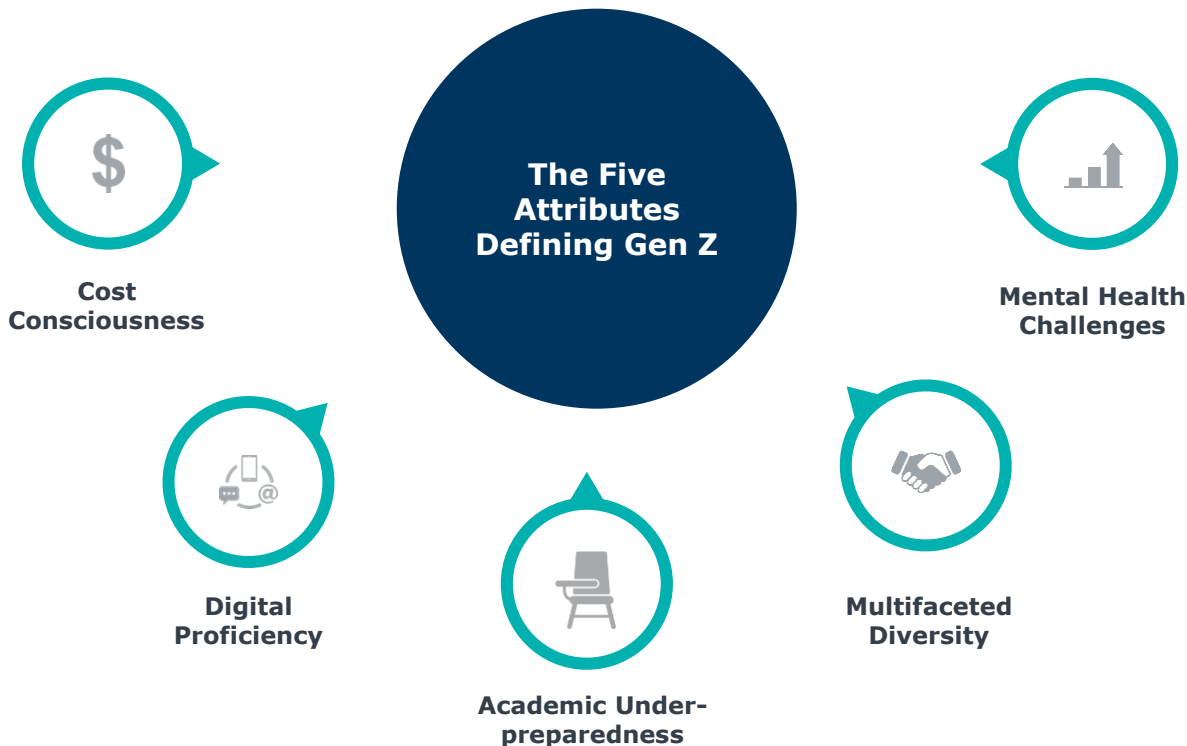 The Five
Attributes
Defining Gen Z
$
Cost
Consciousness
@
Digital
Proficiency
Academic Under-
preparedness
Multifaceted
Diversity
Mental Health
Challenges